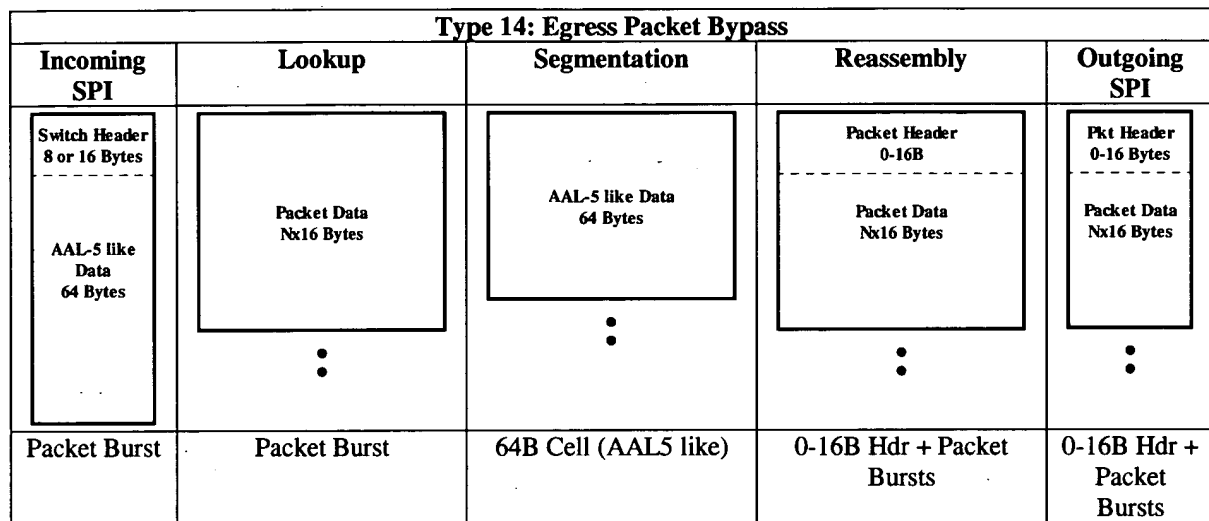 Type 14: Egress Packet Bypass
Incoming
SPI
Lookup
Segmentation
Reassembly
Outgoing
SPI
Switch Header
8 or 16 Bytes
AAL-5 like
Data
64 Bytes
Packet Data
Nx16 Bytes
AAL-5 like Data
64 Bytes
Packet Header
0-16B
Packet Data
Nx16 Bytes
Pkt Header
0-16 Bytes
Packet Data
Nx16 Bytes
Packet Burst
Packet Burst
64B Cell (AAL5 like)
0-16B Hdr + Packet
Bursts
0-16B Hdr +
Packet
Bursts